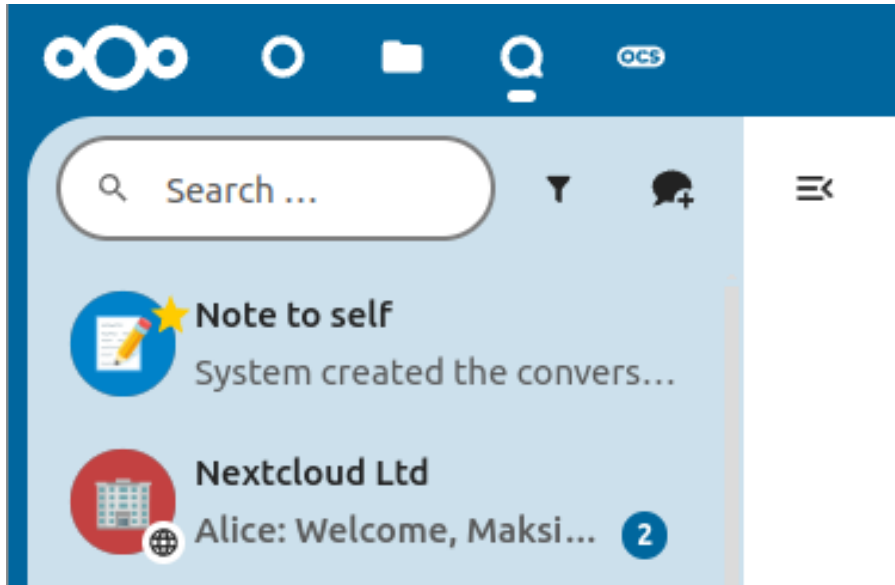 ocs
Search ...
Note to self
System created the convers...
Nextcloud Ltd
Alice: Welcome, Maksi...
2